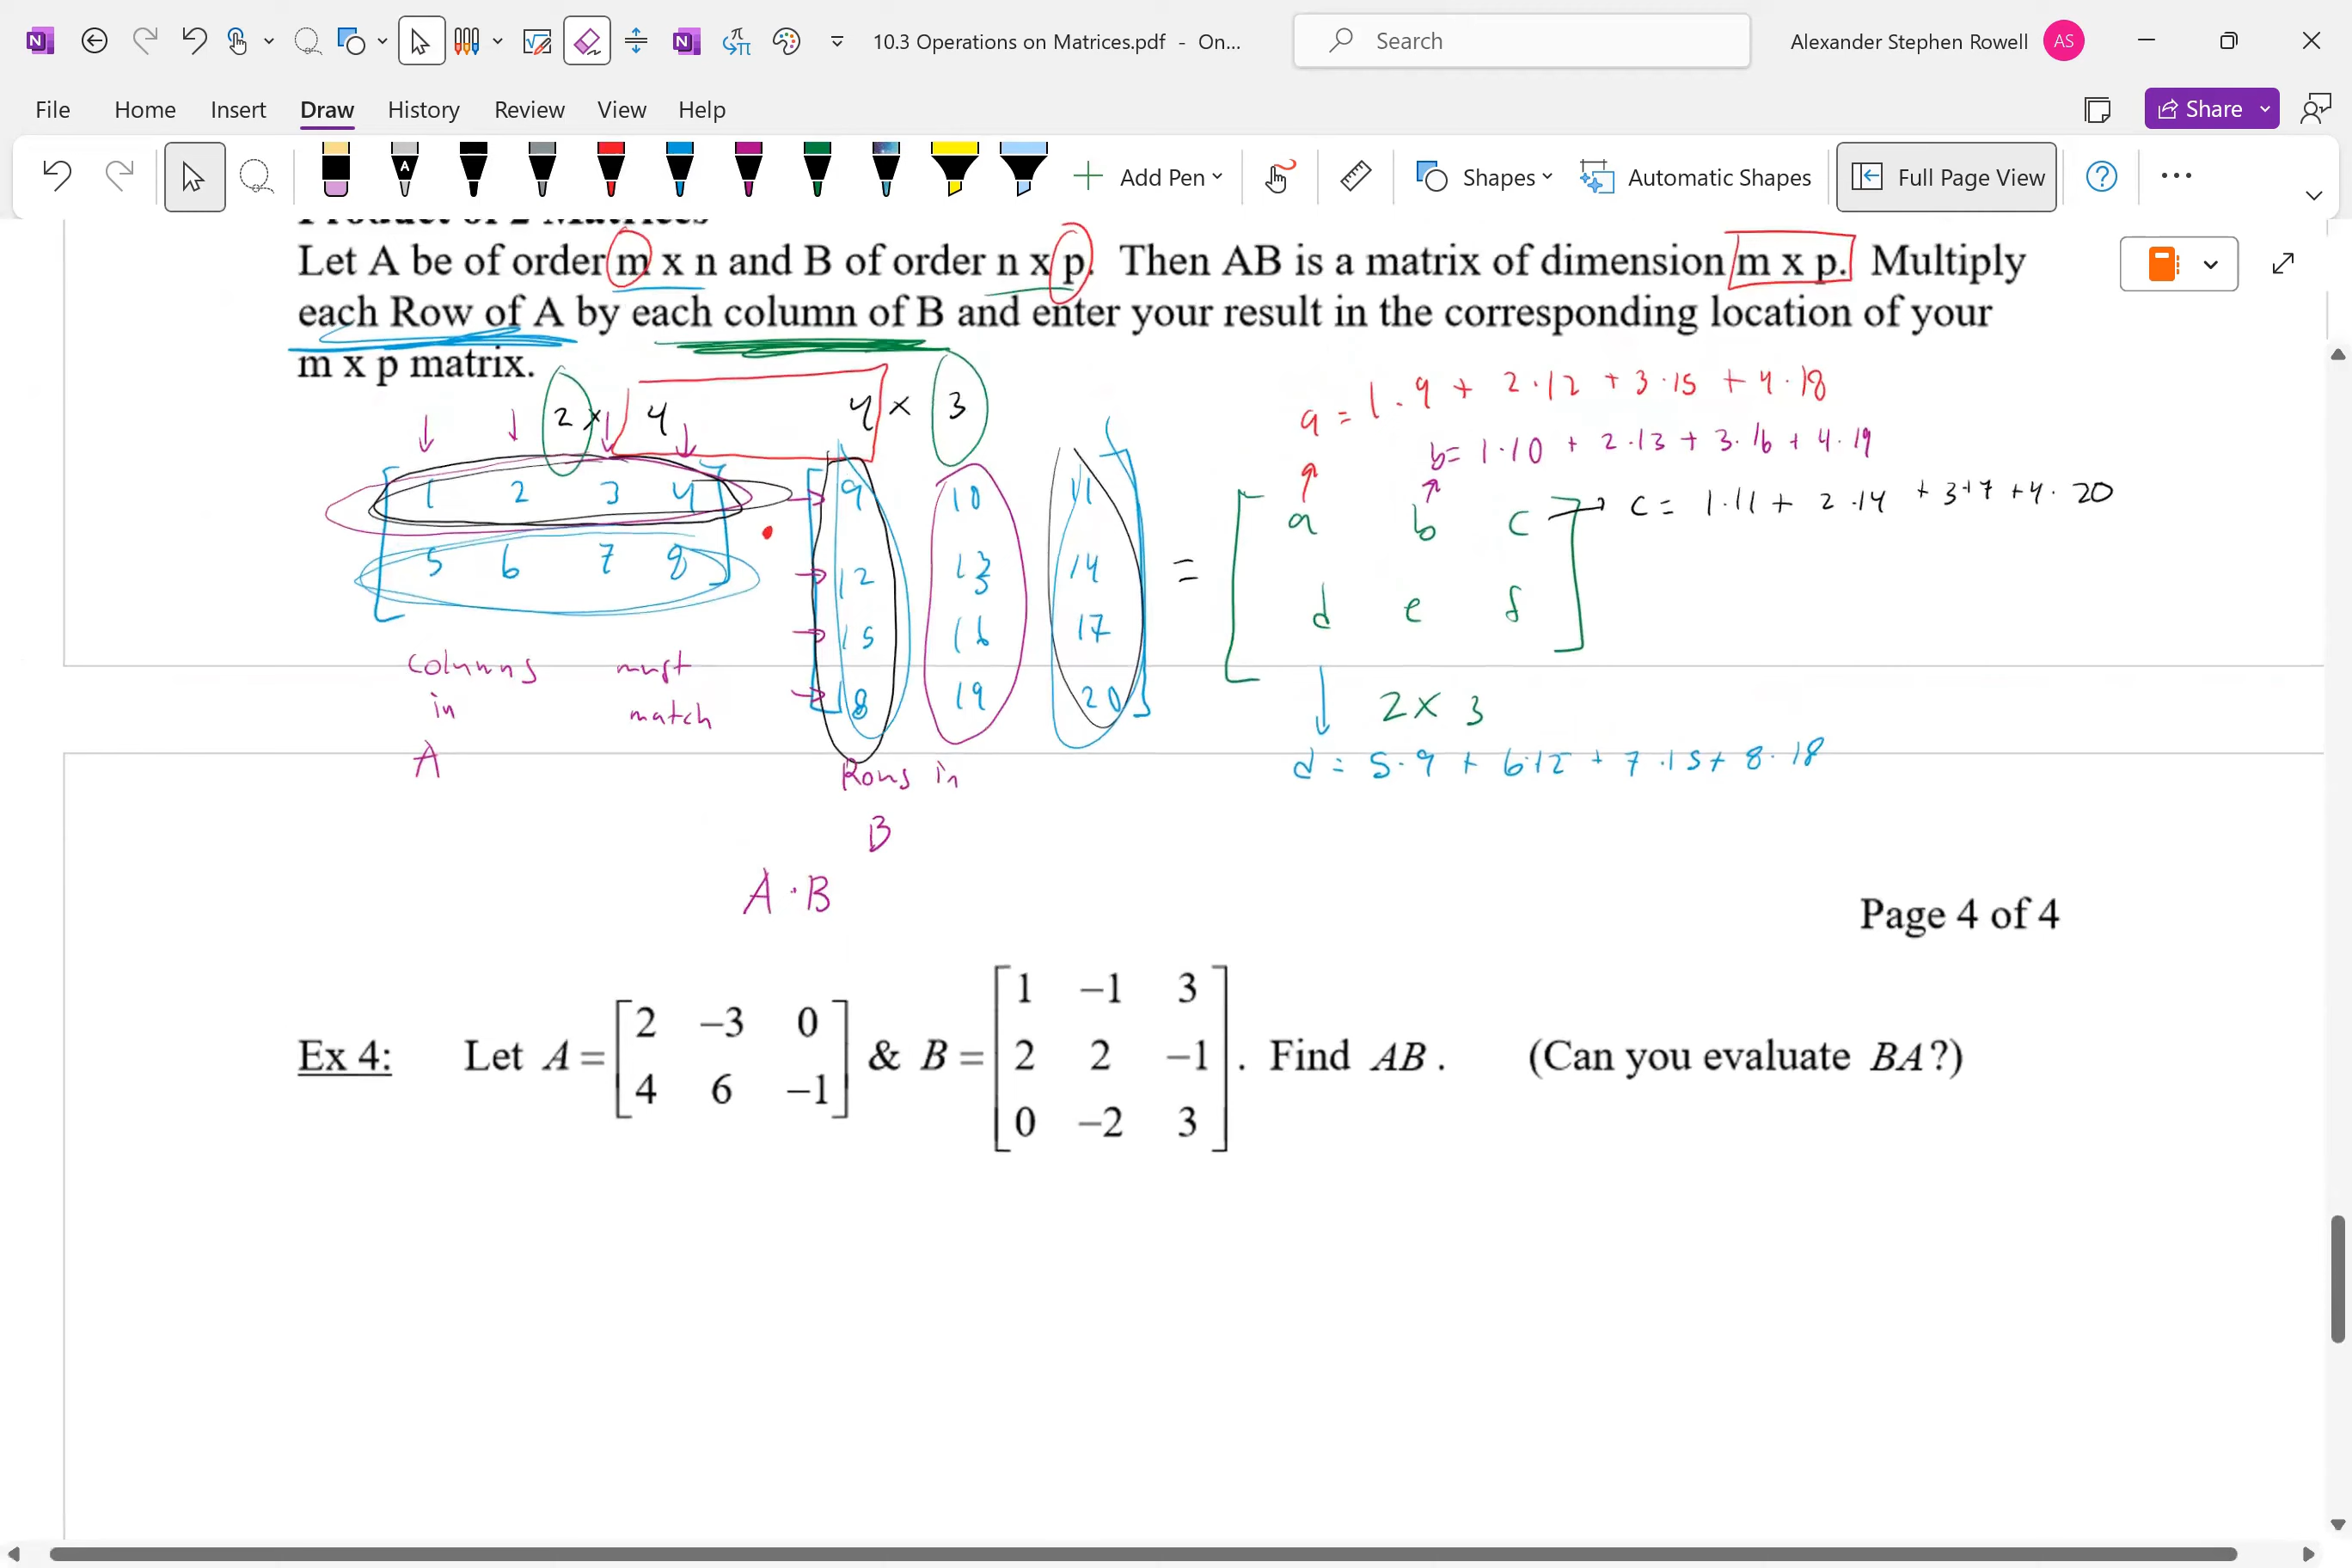 10.3 Operations on Matrices.pdf - On...
Search
Alexander Stephen Rowell
AS
File Home Insert Draw History Review View Help
Share
A
Add Pen
Shapes
Automatic Shapes
Full Page View
Product of 2 Matrices
Let A be of order m x n and B of order n x p. Then AB is a matrix of dimension m x p. Multiply
each Row of A by each column of B and enter your result in the corresponding location of your
m x p matrix.
2 x 4 4 x 3
a = 1·9 + 2·12 + 3·15 + 4·18
b = 1·10 + 2·13 + 3·16 + 4·19
1 2 3 4
5 6 7 8
9 10 11
12 13 14
15 16 17
18 19 20
=
a b c
d e f
c = 1·11 + 2·14 + 3·17 + 4·20
2 x 3
d = 5·9 + 6·12 + 7·15 + 8·18
columns in A
must match
Rows in B
A · B
Page 4 of 4
Ex 4: Let A = [2 −3 0
4 6 −1] & B = [1 −1 3
2 2 −1
0 −2 3]. Find AB. (Can you evaluate BA?)